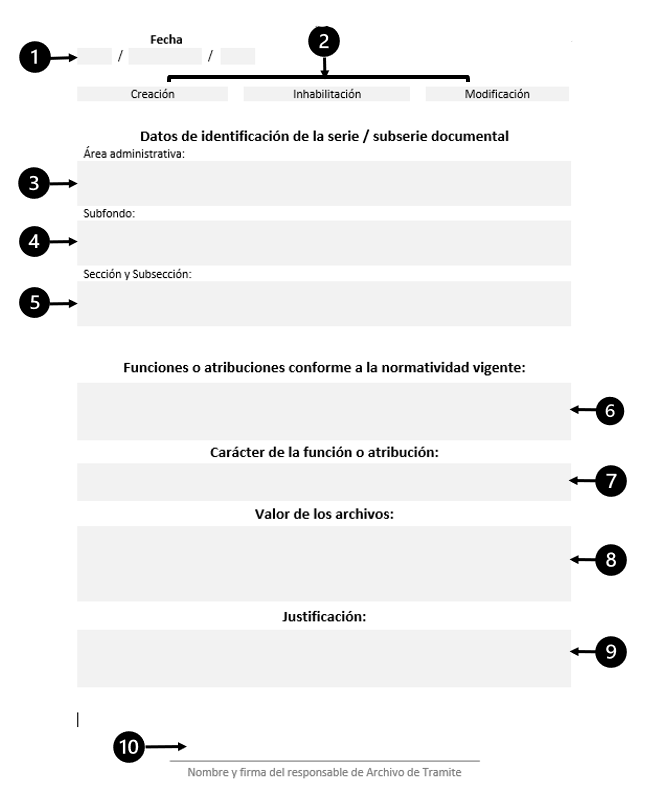 Fecha
2
1
/ /
Creación Inhabilitación Modificación
Datos de identificación de la serie / subserie documental
Área administrativa:
3
Subfondo:
4
Sección y Subsección:
5
Funciones o atribuciones conforme a la normatividad vigente:
6
Carácter de la función o atribución:
7
Valor de los archivos:
8
Justificación:
9
10
Nombre y firma del responsable de Archivo de Tramite